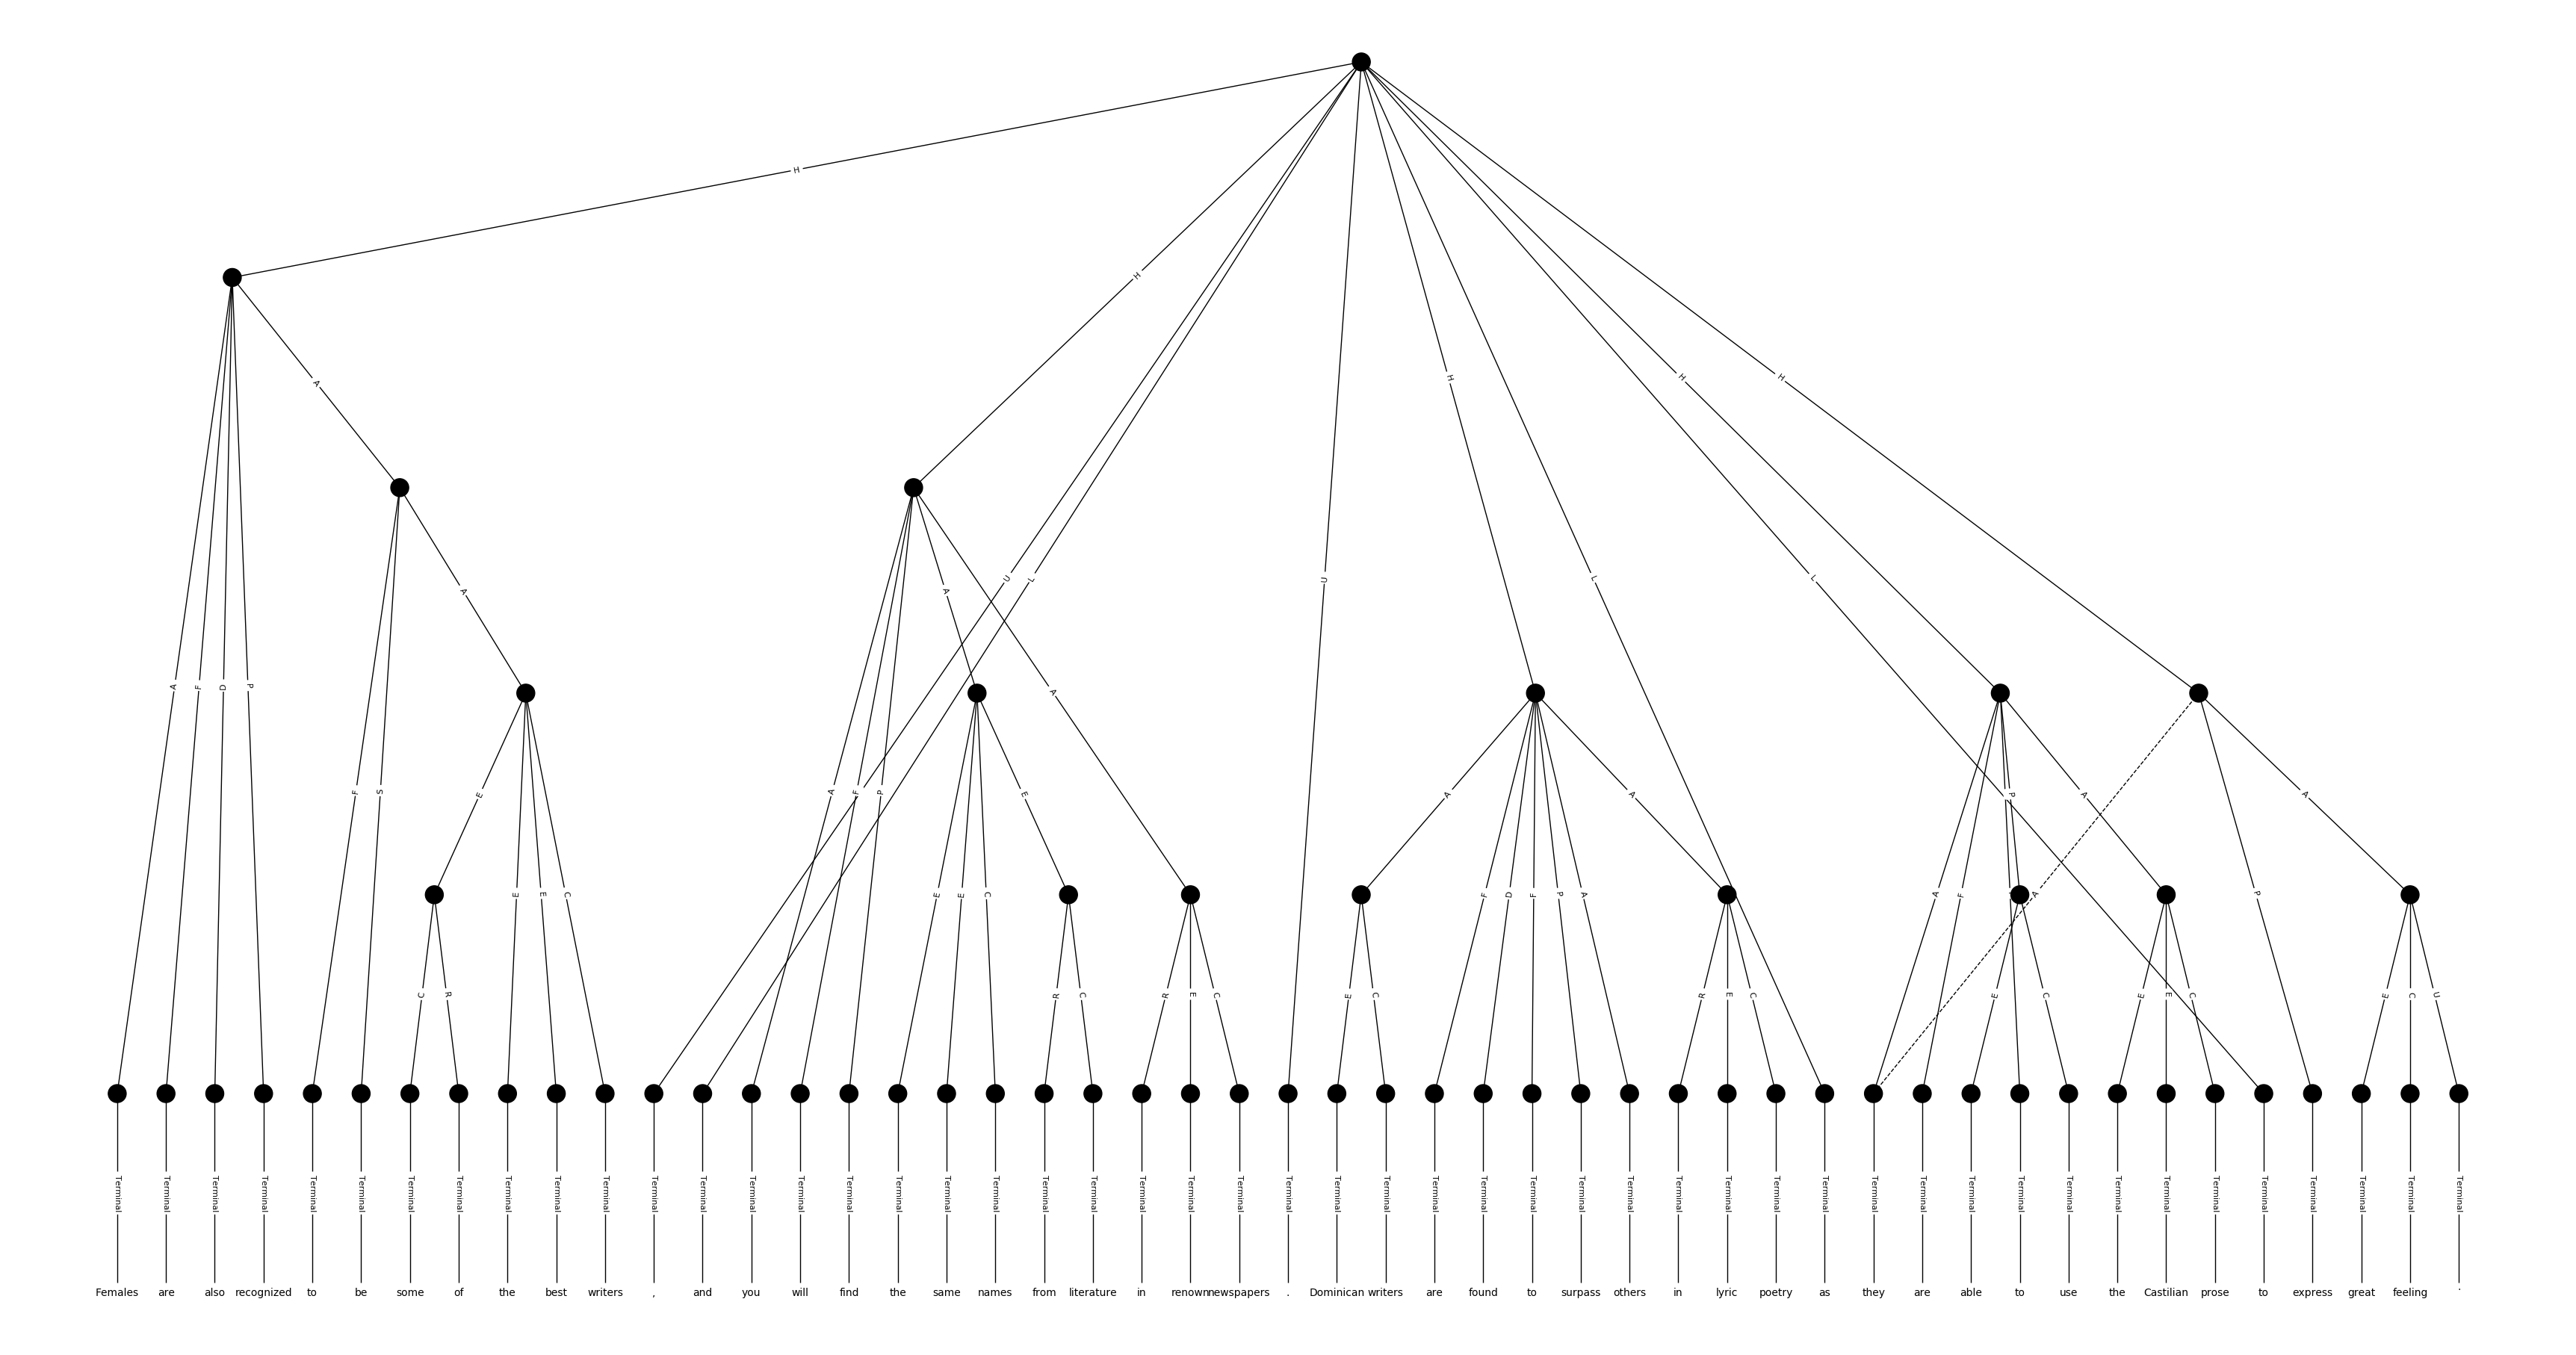 H
H
H
H
H
A
U
L
U
L
L
A
A
A
F
D
P
F
S
E
A
F
P
E
A
A
P
A
A
E
E
C
E
E
C
F
D
F
P
A
A
F
A
P
C
R
R
C
R
E
C
E
C
R
E
C
E
C
E
E
C
E
C
U
Terminal Terminal Terminal Terminal Terminal Terminal Terminal Terminal Terminal Terminal Terminal Terminal Terminal Terminal Terminal Terminal Terminal Terminal Terminal Terminal Terminal Terminal Terminal Terminal Terminal Terminal Terminal Terminal Terminal Terminal Terminal Terminal Terminal Terminal Terminal Terminal Terminal Terminal Terminal Terminal Terminal Terminal Terminal Terminal Terminal Terminal Terminal Terminal Terminal
Females are also recognized to be some of the best writers , and you will find the same names from literature in renown newspapers . Dominican writers are found to surpass others in lyric poetry as they are able to use the Castilian prose to express great feeling .